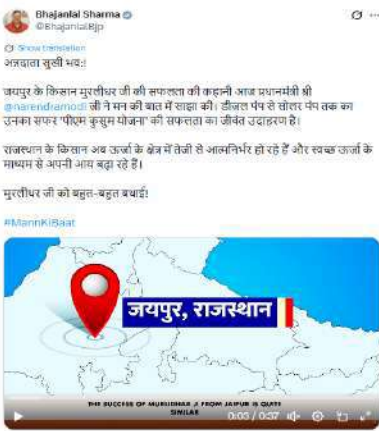 Bhajanlal Sharma
@BhajanlalBjp
Show translation
अन्नदाता सुखी भव:!
जयपुर के किसान मुरलीधर जी की सफलता की कहानी आज प्रधानमंत्री श्री
@narendramodi जी ने मन की बात में साझा की। डीजल पंप से सोलर पंप तक का
उनका सफर 'पीएम कुसुम योजना' की सफलता का जीवंत उदाहरण है।
राजस्थान के किसान अब ऊर्जा के क्षेत्र में तेजी से आत्मनिर्भर हो रहे हैं और स्वच्छ ऊर्जा के
माध्यम से अपनी आय बढ़ा रहे हैं।
मुरलीधर जी को बहुत-बहुत बधाई!
#MannKiBaat
जयपुर, राजस्थान
THE SUCCESS OF MURLIDHAR JI FROM JAIPUR IS QUITE
SIMILAR
0:03 / 0:37